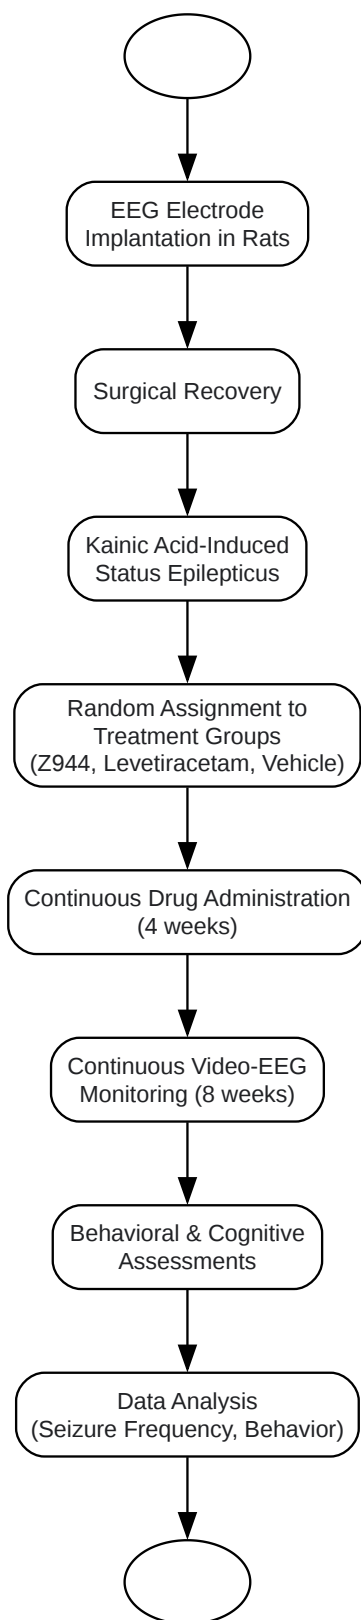 EEG Electrode
Implantation in Rats
Surgical Recovery
Kainic Acid-Induced
Status Epilepticus
Random Assignment to
Treatment Groups
(Z944, Levetiracetam, Vehicle)
Continuous Drug Administration
(4 weeks)
Continuous Video-EEG
Monitoring (8 weeks)
Behavioral & Cognitive
Assessments
Data Analysis
(Seizure Frequency, Behavior)